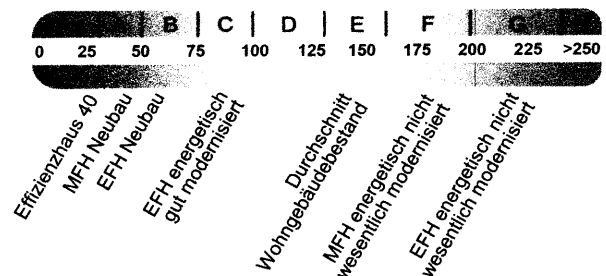 B C D E F G
0 25 50 75 100 125 150 175 200 225 >250
Effizienzhaus 40
MFH Neubau
EFH Neubau
EFH energetisch
gut modernisiert
Durchschnitt
Wohngebäudebestand
MFH energetisch nicht
wesentlich modernisiert
EFH energetisch nicht
wesentlich modernisiert